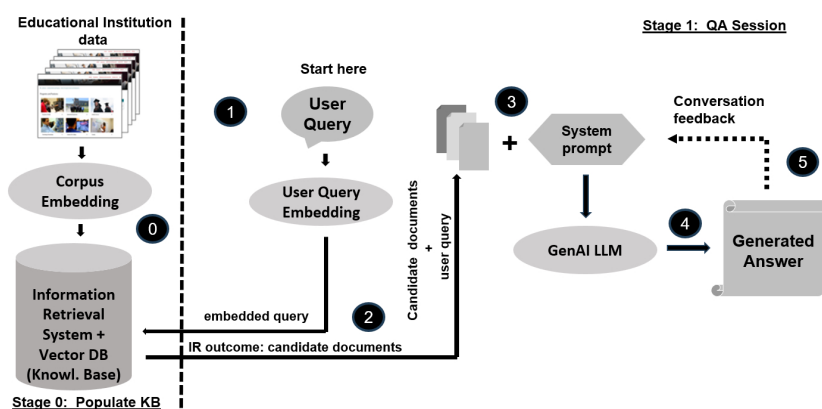 Educational Institution
data
Stage 1: QA Session
Start here
1
User
Query
3
+
System
prompt
Conversation
feedback
5
Corpus
Embedding
User Query
Embedding
0
Candidate documents
+
user query
GenAI LLM
4
Generated
Answer
Information
Retrieval
System +
Vector DB
(Knowl. Base)
embedded query
2
IR outcome: candidate documents
Stage 0: Populate KB